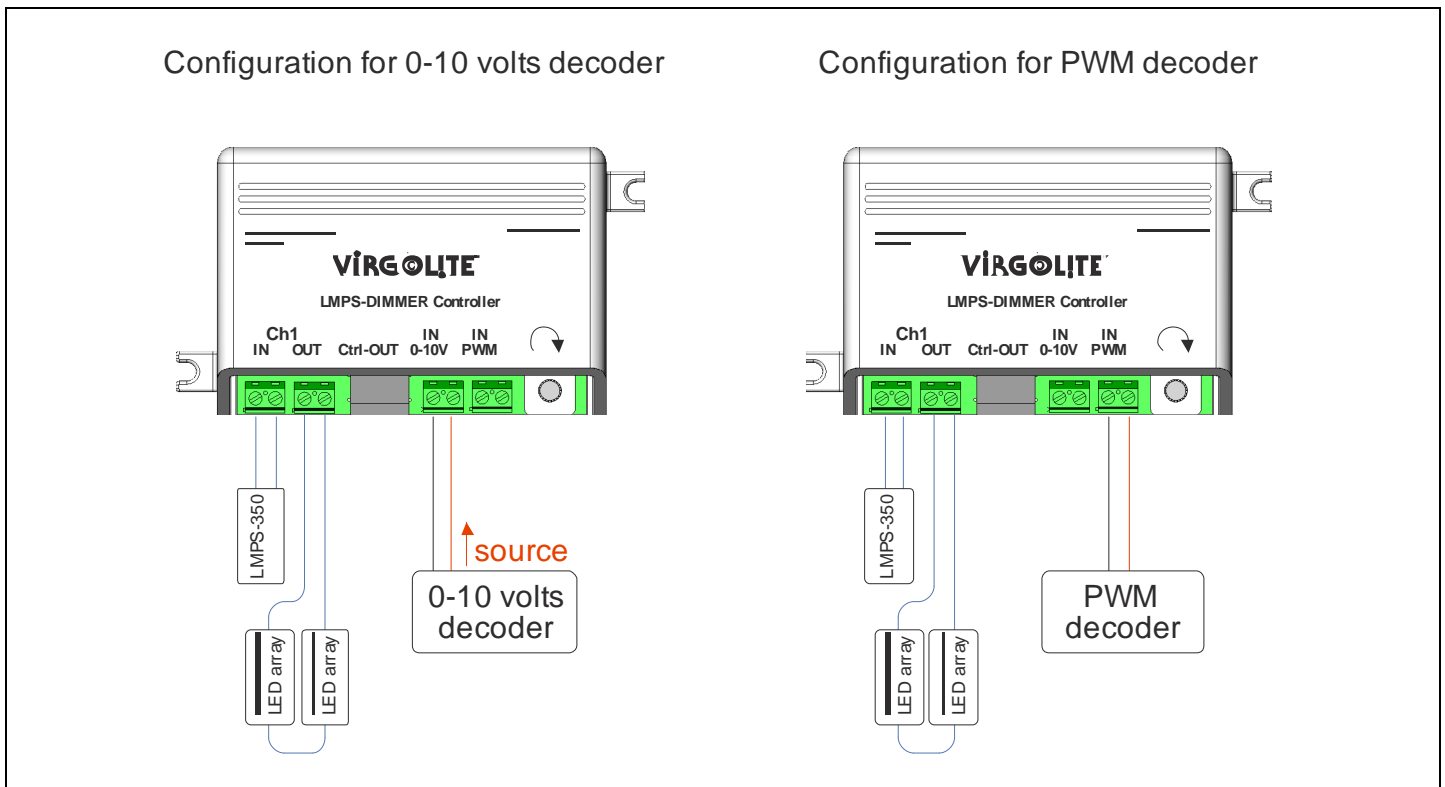 Configuration for 0-10 volts decoder
VIRGOLITE
LMPS-DIMMER Controller
Ch1
IN OUT Ctrl-OUT IN 0-10V IN PWM
LMPS-350
LED array
LED array
source
0-10 volts
decoder
Configuration for PWM decoder
VIRGOLITE
LMPS-DIMMER Controller
Ch1
IN OUT Ctrl-OUT IN 0-10V IN PWM
LMPS-350
LED array
LED array
PWM
decoder